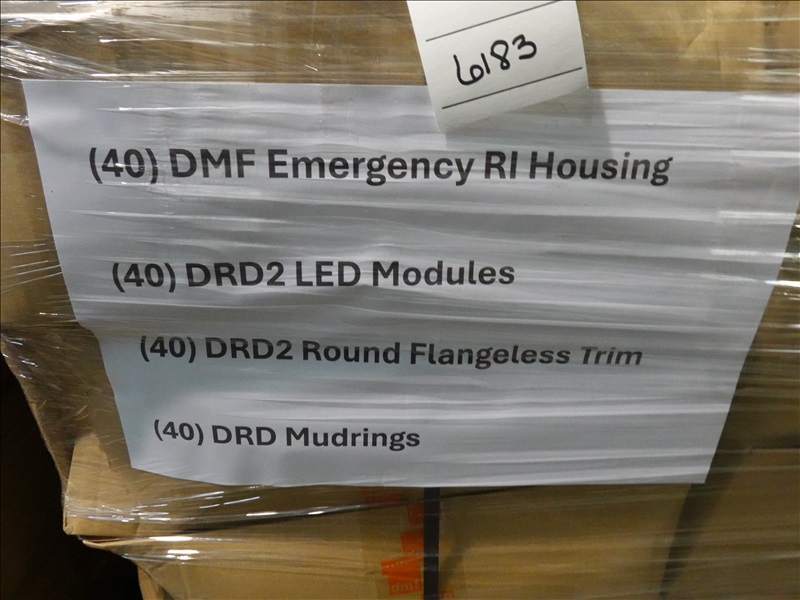 6183
(40) DMF Emergency RI Housing
(40) DRD2 LED Modules
(40) DRD2 Round Flangeless Trim
(40) DRD Mudrings